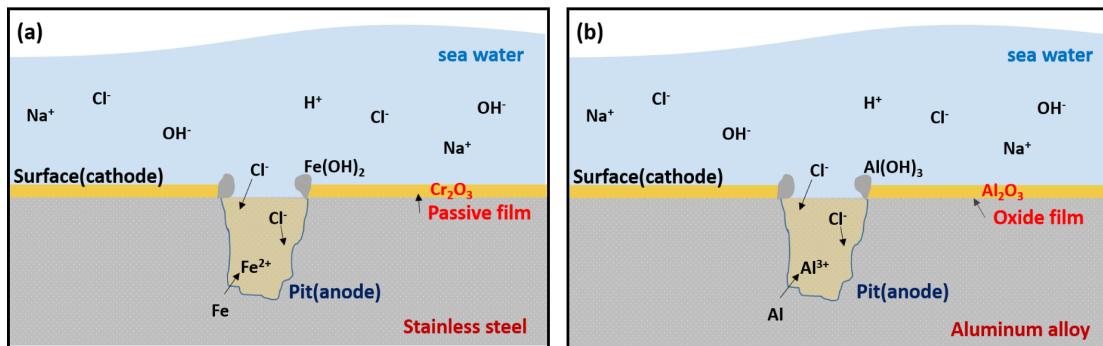 (a)
sea water
Cl⁻
H⁺
Na⁺
Cl⁻
OH⁻
OH⁻
Na⁺
Cl⁻
Fe(OH)₂
Surface(cathode)
Cr₂O₃
Passive film
Cl⁻
Fe²⁺
Pit(anode)
Fe
Stainless steel
(b)
sea water
Cl⁻
H⁺
Na⁺
Cl⁻
OH⁻
OH⁻
Na⁺
Cl⁻
Al(OH)₃
Surface(cathode)
Al₂O₃
Oxide film
Cl⁻
Al³⁺
Pit(anode)
Al
Aluminum alloy